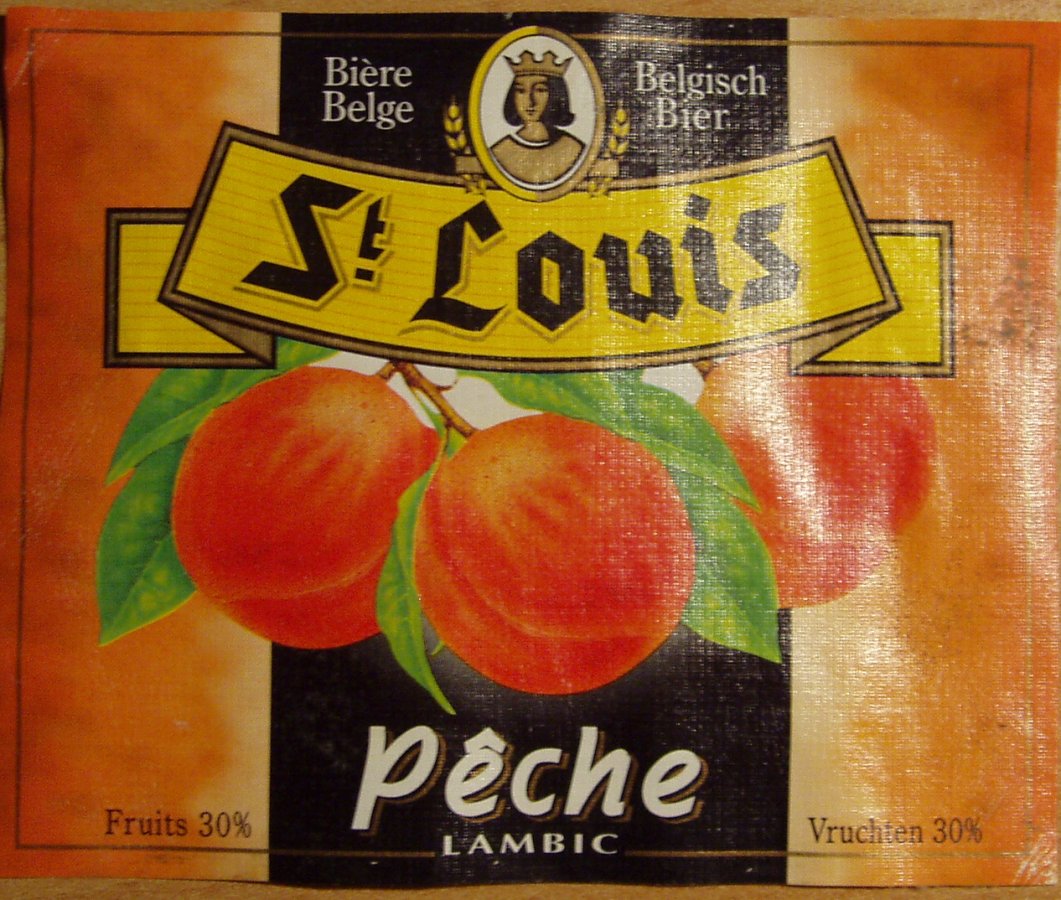 Bière
Belge
Belgisch
Bier
St Louis
Pêche
LAMBIC
Fruits 30%
Vruchten 30%